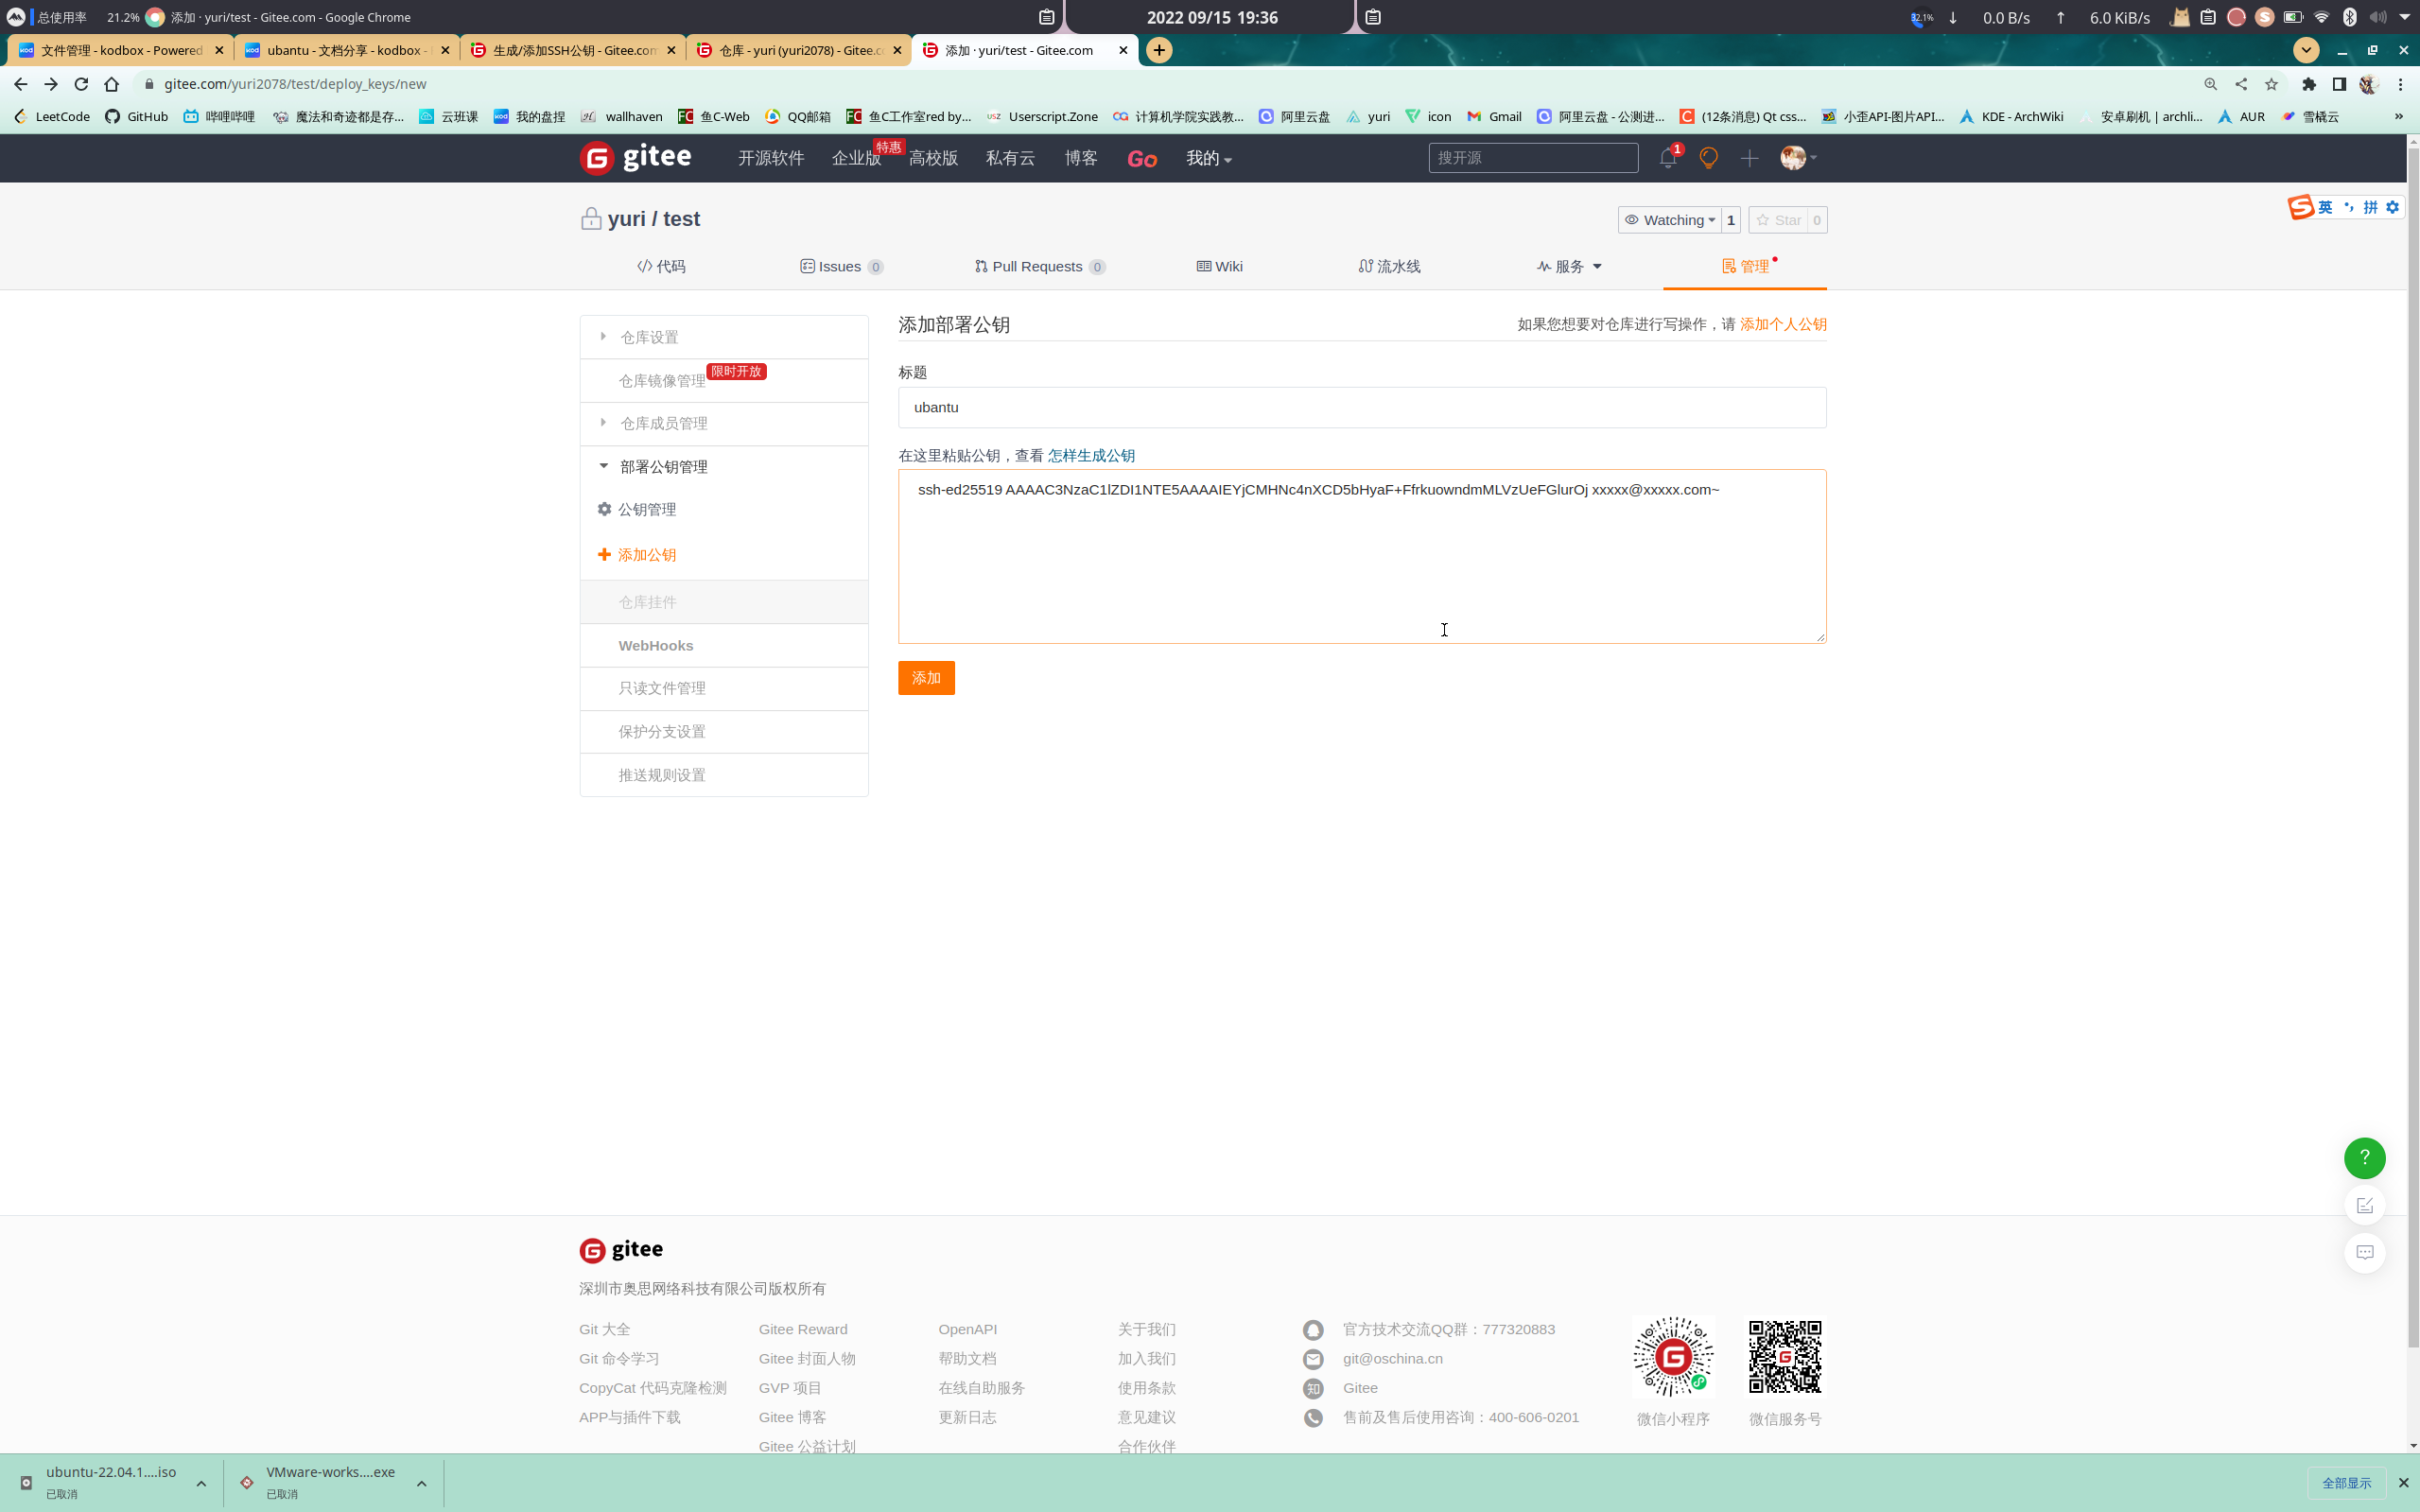 总使用率 21.2% 添加 · yuri/test - Gitee.com - Google Chrome 2022 09/15 19:36 32.1% ↓ 0.0 B/s ↑ 6.0 KiB/s
文件管理 - kodbox - Powered ubantu - 文档分享 - kodbox - 生成/添加SSH公钥 - Gitee.com 仓库 - yuri (yuri2078) - Gitee.co 添加 · yuri/test - Gitee.com
gitee.com/yuri2078/test/deploy_keys/new
LeetCode GitHub 哔哩哔哩 魔法和奇迹都是存... 云班课 我的盘捏 wallhaven 鱼C-Web QQ邮箱 鱼C工作室red by... Userscript.Zone 计算机学院实践教... 阿里云盘 yuri icon Gmail 阿里云盘 - 公测进... (12条消息) Qt css... 小歪API-图片API... KDE - ArchWiki 安卓刷机 | archli... AUR 雪橇云 »
gitee 开源软件 企业版 特惠 高校版 私有云 博客 Go 我的 搜开源 1
yuri / test Watching 1 Star 0
英 拼
代码 Issues 0 Pull Requests 0 Wiki 流水线 服务 管理
仓库设置
仓库镜像管理 限时开放
仓库成员管理
部署公钥管理
公钥管理
添加公钥
仓库挂件
WebHooks
只读文件管理
保护分支设置
推送规则设置
添加部署公钥 如果您想要对仓库进行写操作，请 添加个人公钥
标题
ubantu
在这里粘贴公钥，查看 怎样生成公钥
ssh-ed25519 AAAAC3NzaC1lZDI1NTE5AAAAIEYjCMHNc4nXCD5bHyaF+FfrkuowndmMLVzUeFGlurOj xxxxx@xxxxx.com~
添加
?
gitee
深圳市奥思网络科技有限公司版权所有
Git 大全 Gitee Reward OpenAPI 关于我们 官方技术交流QQ群：777320883
Git 命令学习 Gitee 封面人物 帮助文档 加入我们 git@oschina.cn
CopyCat 代码克隆检测 GVP 项目 在线自助服务 使用条款 知 Gitee
APP与插件下载 Gitee 博客 更新日志 意见建议 售前及售后使用咨询：400-606-0201 微信小程序 微信服务号
Gitee 公益计划 合作伙伴
ubuntu-22.04.1....iso VMware-works....exe 全部显示
已取消 已取消